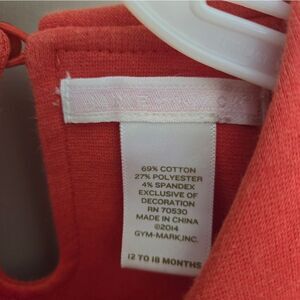 69% COTTON
27% POLYESTER
4% SPANDEX
EXCLUSIVE OF
DECORATION
RN 70530
MADE IN CHINA
©2014
GYM-MARK,INC.
12 TO 18 MONTHS